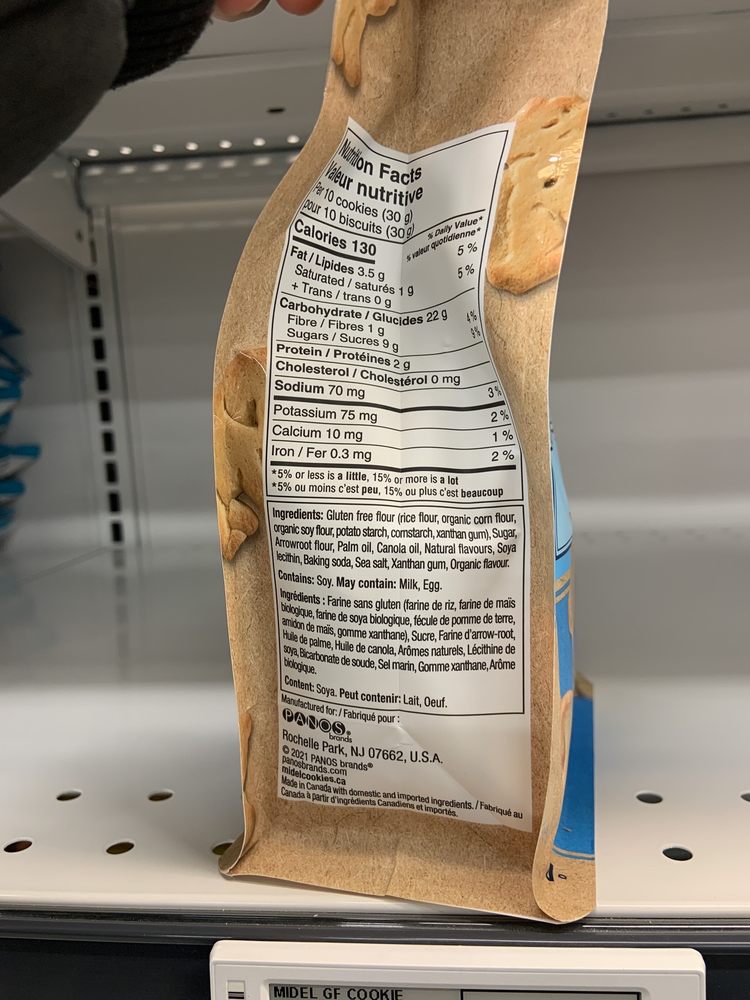 Nutrition Facts
Valeur nutritive
Per 10 cookies (30 g)
pour 10 biscuits (30 g)
Calories 130
% Daily Value*
% valeur quotidienne*
Fat / Lipides 3.5 g 5 %
Saturated / saturés 1 g 5 %
+ Trans / trans 0 g
Carbohydrate / Glucides 22 g
Fibre / Fibres 1 g 4%
Sugars / Sucres 9 g 9%
Protein / Protéines 2 g
Cholesterol / Cholestérol 0 mg
Sodium 70 mg 3%
Potassium 75 mg 2%
Calcium 10 mg 1%
Iron / Fer 0.3 mg 2%
*5% or less is a little, 15% or more is a lot
*5% ou moins c'est peu, 15% ou plus c'est beaucoup
Ingredients: Gluten free flour (rice flour, organic corn flour,
organic soy flour, potato starch, cornstarch, xanthan gum), Sugar,
Arrowroot flour, Palm oil, Canola oil, Natural flavours, Soya
lecithin, Baking soda, Sea salt, Xanthan gum, Organic flavour.
Contains: Soy. May contain: Milk, Egg.
Ingrédients : Farine sans gluten (farine de riz, farine de maïs
biologique, farine de soya biologique, fécule de pomme de terre,
amidon de maïs, gomme xanthane), Sucre, Farine d'arrow-root,
Huile de palme, Huile de canola, Arômes naturels, Lécithine de
soya, Bicarbonate de soude, Sel marin, Gomme xanthane, Arôme
biologique.
Content: Soya. Peut contenir: Lait, Oeuf.
Manufactured for: / Fabriqué pour :
PANOS
brands
Rochelle Park, NJ 07662, U.S.A.
© 2021 PANOS brands®
panosbrands.com
midelcookies.ca
Made in Canada with domestic and imported ingredients. / Fabriqué au
Canada à partir d'ingrédients Canadiens et importés.
MIDEL GF COOKIE